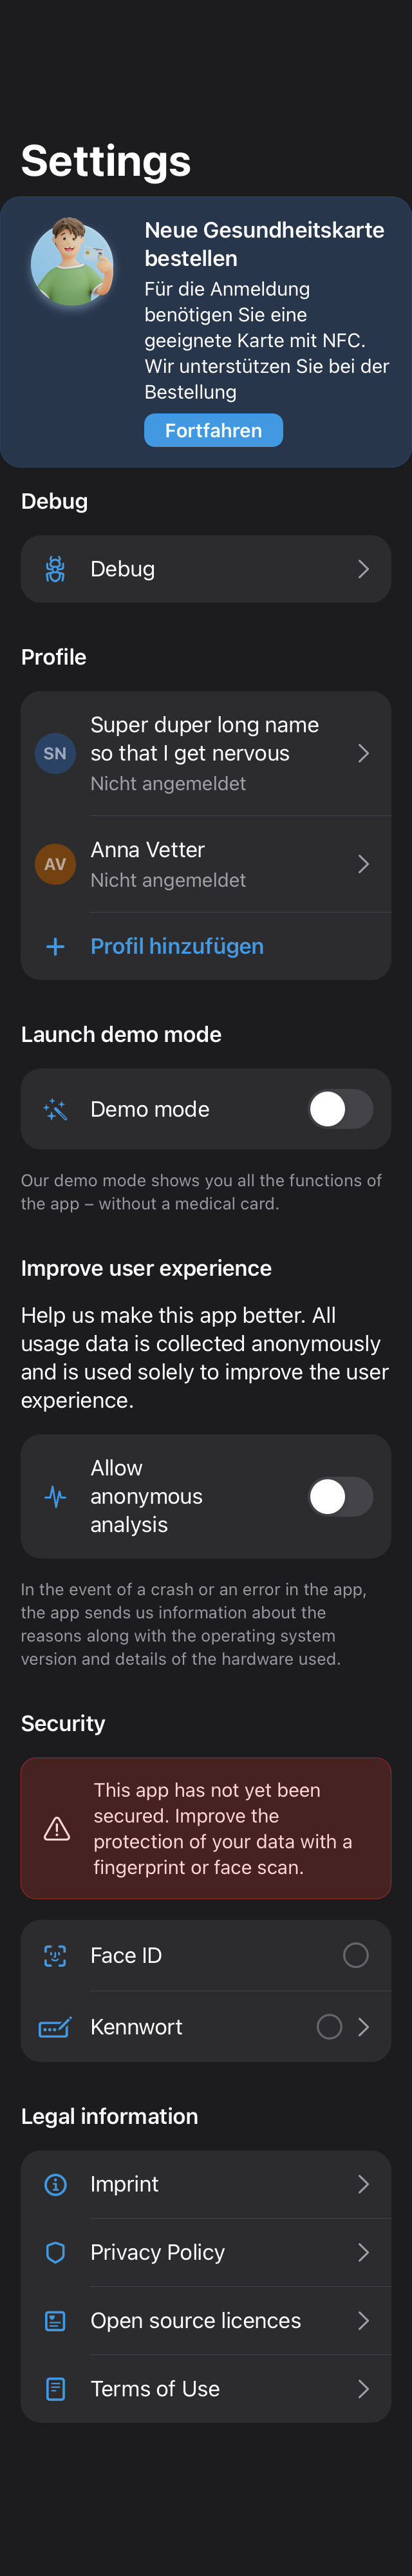 Settings
Neue Gesundheitskarte
bestellen
Für die Anmeldung
benötigen Sie eine
geeignete Karte mit NFC.
Wir unterstützen Sie bei der
Bestellung
Fortfahren
Debug
Debug
Profile
SN
Super duper long name
so that I get nervous
Nicht angemeldet
AV
Anna Vetter
Nicht angemeldet
Profil hinzufügen
Launch demo mode
Demo mode
Our demo mode shows you all the functions of
the app – without a medical card.
Improve user experience
Help us make this app better. All
usage data is collected anonymously
and is used solely to improve the user
experience.
Allow
anonymous
analysis
In the event of a crash or an error in the app,
the app sends us information about the
reasons along with the operating system
version and details of the hardware used.
Security
This app has not yet been
secured. Improve the
protection of your data with a
fingerprint or face scan.
Face ID
Kennwort
Legal information
Imprint
Privacy Policy
Open source licences
Terms of Use